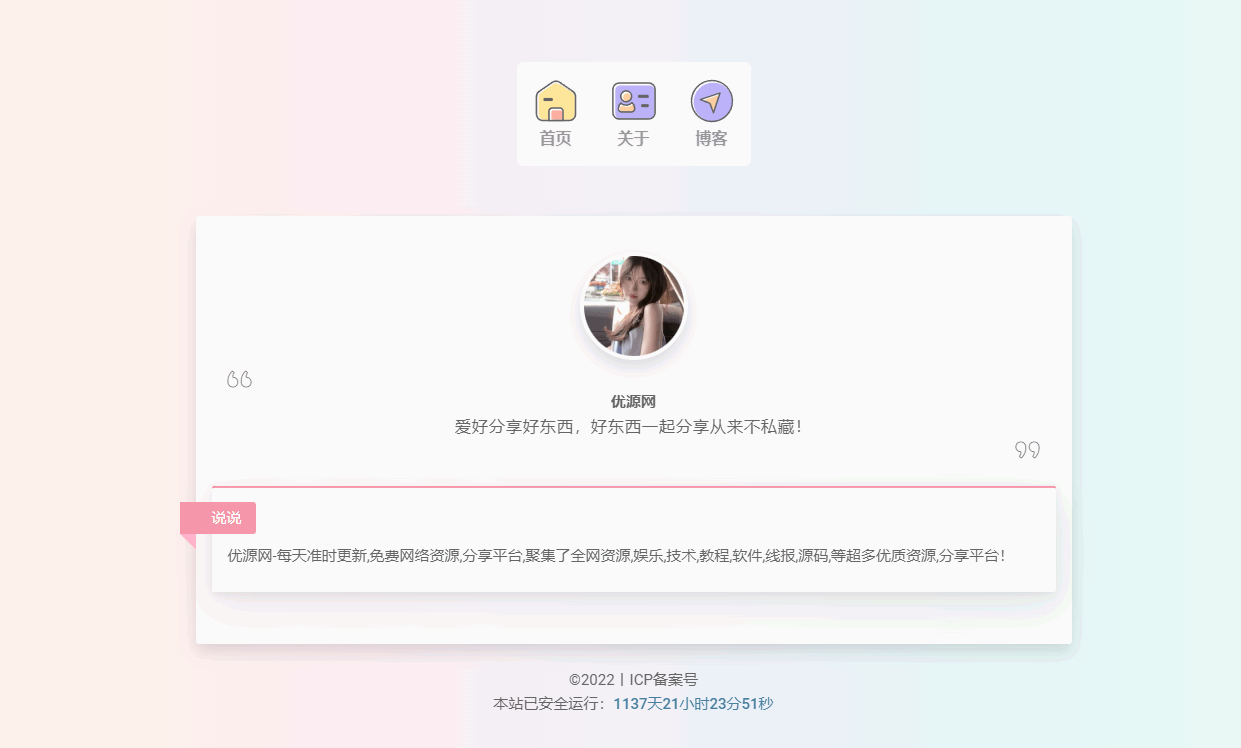 首页 关于 博客
优源网
爱好分享好东西，好东西一起分享从来不私藏！
说说
优源网-每天准时更新,免费网络资源,分享平台,聚集了全网资源,娱乐,技术,教程,软件,线报,源码,等超多优质资源,分享平台！
©2022丨ICP备案号
本站已安全运行：1137天21小时23分51秒